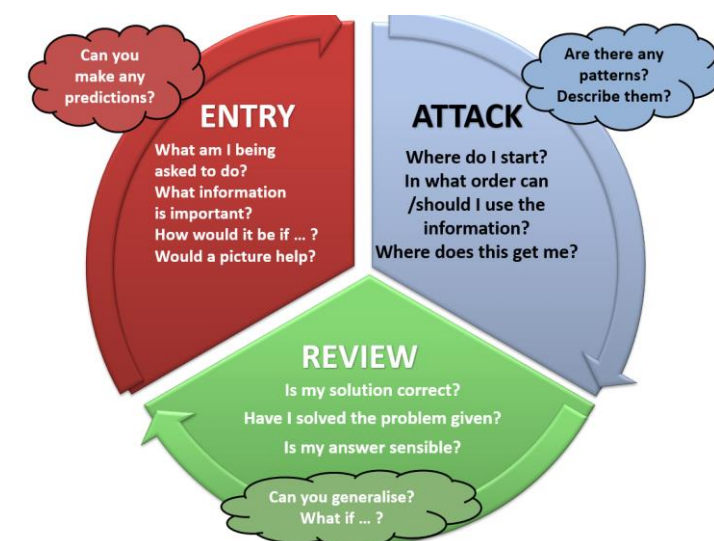 Can you
make any
predictions?
ENTRY
What am I being
asked to do?
What information
is important?
How would it be if ... ?
Would a picture help?
Are there any
patterns?
Describe them?
ATTACK
Where do I start?
In what order can
/should I use the
information?
Where does this get me?
REVIEW
Is my solution correct?
Have I solved the problem given?
Is my answer sensible?
Can you generalise?
What if ... ?